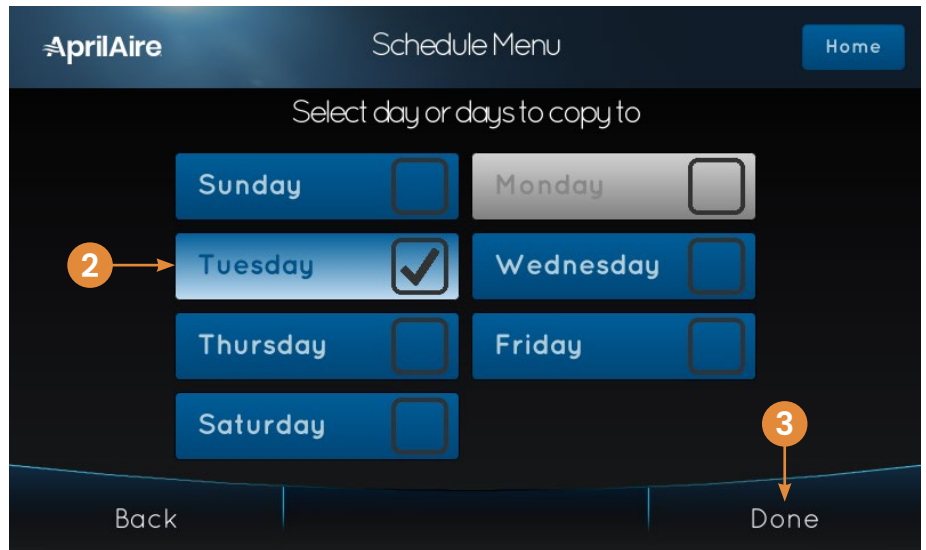 AprilAire
Schedule Menu
Home
Select day or days to copy to
Sunday
Monday
2
Tuesday
Wednesday
Thursday
Friday
Saturday
3
Back
Done